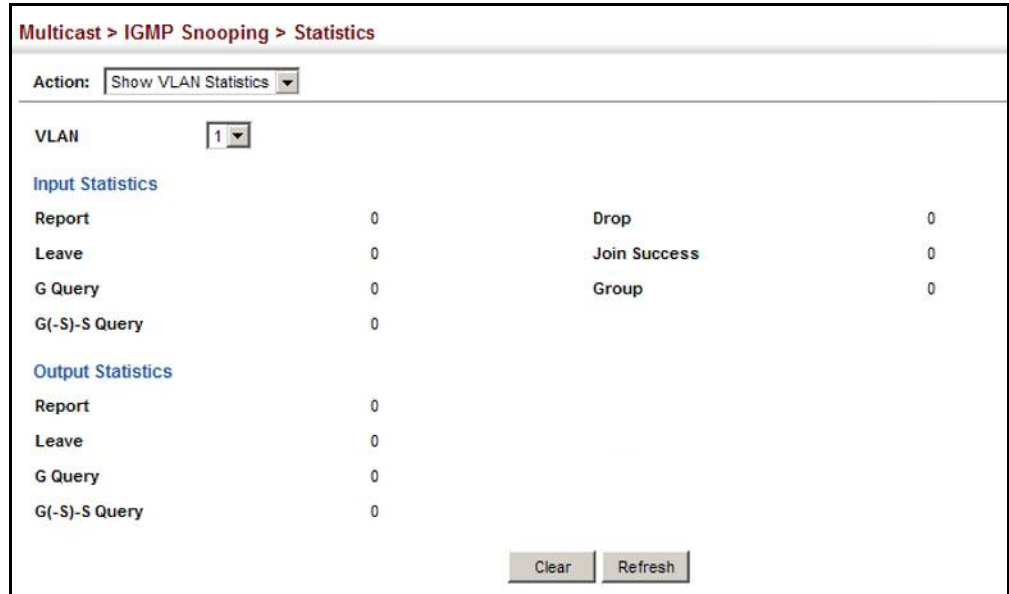 Multicast > IGMP Snooping > Statistics
Action: Show VLAN Statistics
VLAN 1
Input Statistics
Report 0 Drop 0
Leave 0 Join Success 0
G Query 0 Group 0
G(-S)-S Query 0
Output Statistics
Report 0
Leave 0
G Query 0
G(-S)-S Query 0
Clear Refresh